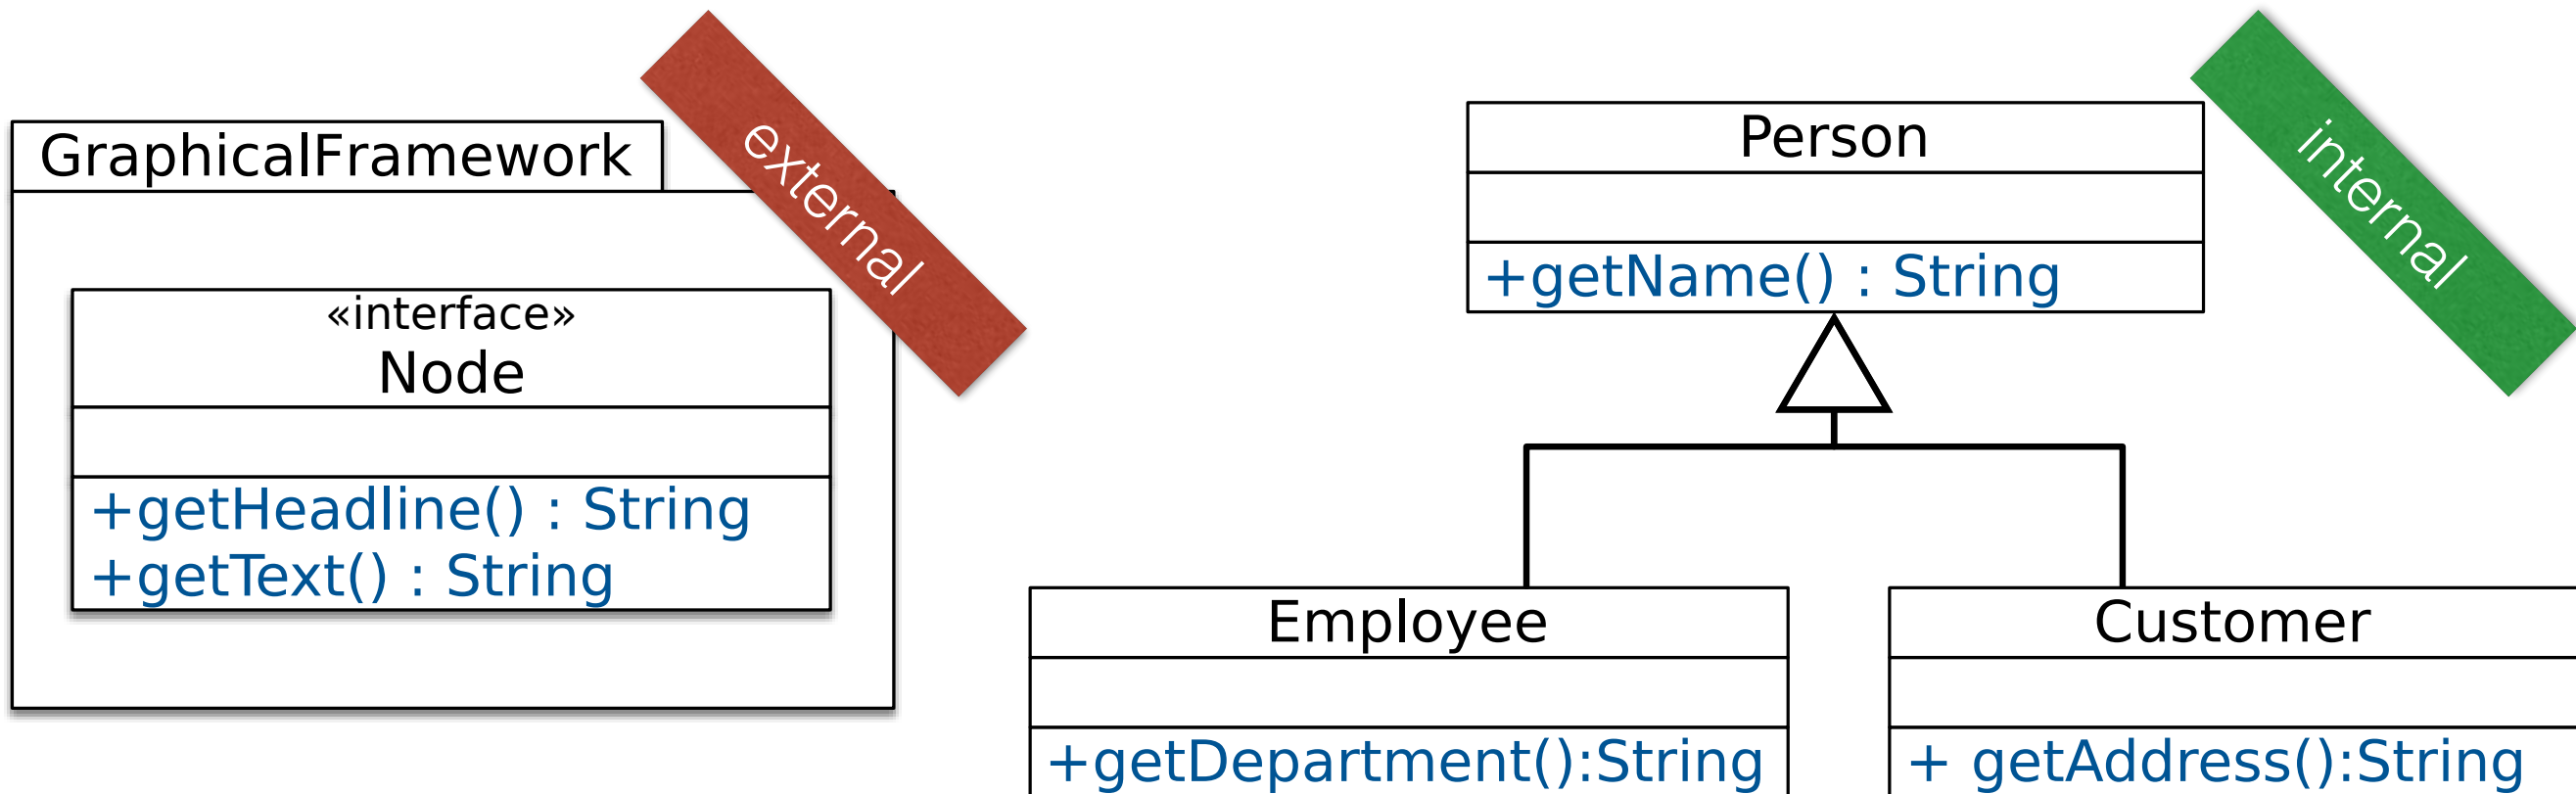 GraphicalFramework
external
«interface»
Node
+getHeadline() : String
+getText() : String
Person
+getName() : String
internal
Employee
+getDepartment():String
Customer
+ getAddress():String